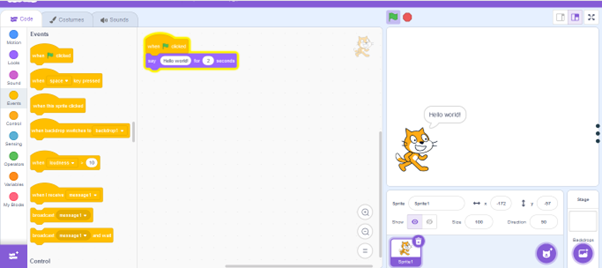 Code
Costumes
Sounds
Motion
Looks
Sound
Events
Control
Sensing
Operators
Variables
My Blocks
Events
when clicked
when space key pressed
when this sprite clicked
when backdrop switches to backdrop1
when loudness > 10
when I receive message1
broadcast message1
broadcast message1 and wait
Control
when clicked
say Hello world! for 2 seconds
Hello world!
Sprite Sprite1 x -172 y -57
Show Size 100 Direction 90
Sprite1
Stage
Backdrops